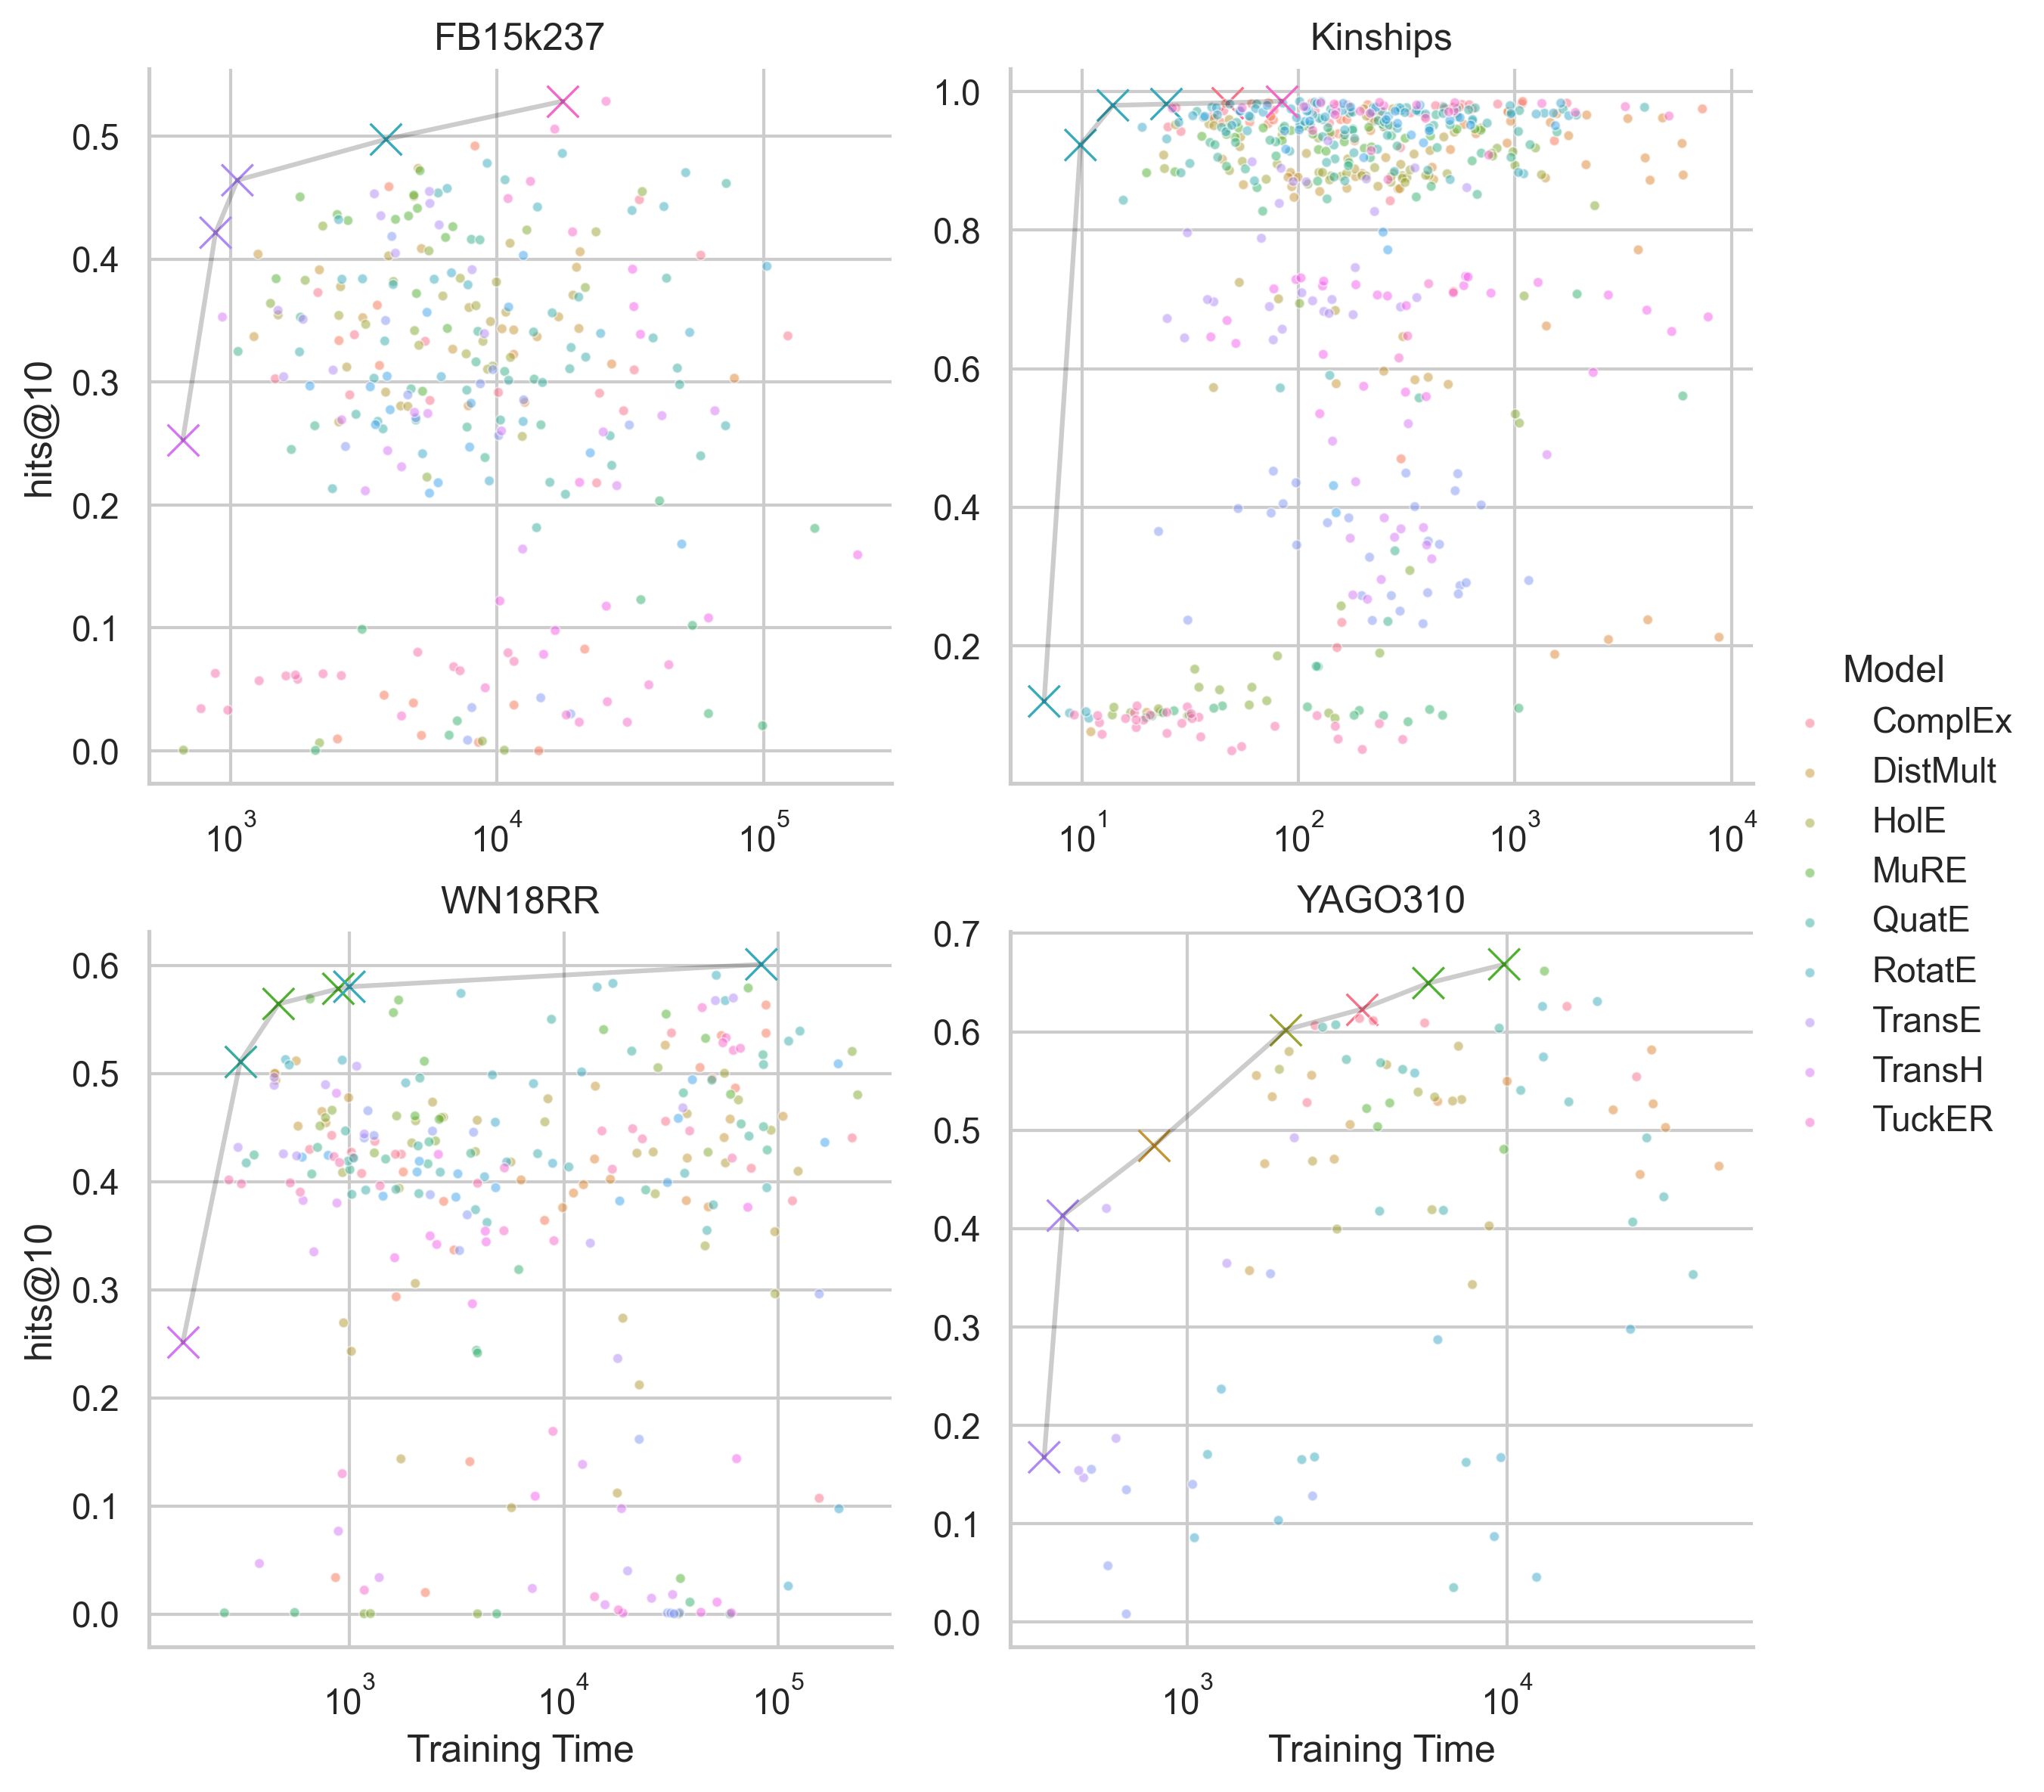 FB15k237
hits@10
0.5
0.4
0.3
0.2
0.1
0.0
10^3
10^4
10^5
Kinships
1.0
0.8
0.6
0.4
0.2
10^1
10^2
10^3
10^4
WN18RR
hits@10
0.6
0.5
0.4
0.3
0.2
0.1
0.0
10^3
10^4
10^5
Training Time
YAGO310
0.7
0.6
0.5
0.4
0.3
0.2
0.1
0.0
10^3
10^4
Training Time
Model
ComplEx
DistMult
HolE
MuRE
QuatE
RotatE
TransE
TransH
TuckER